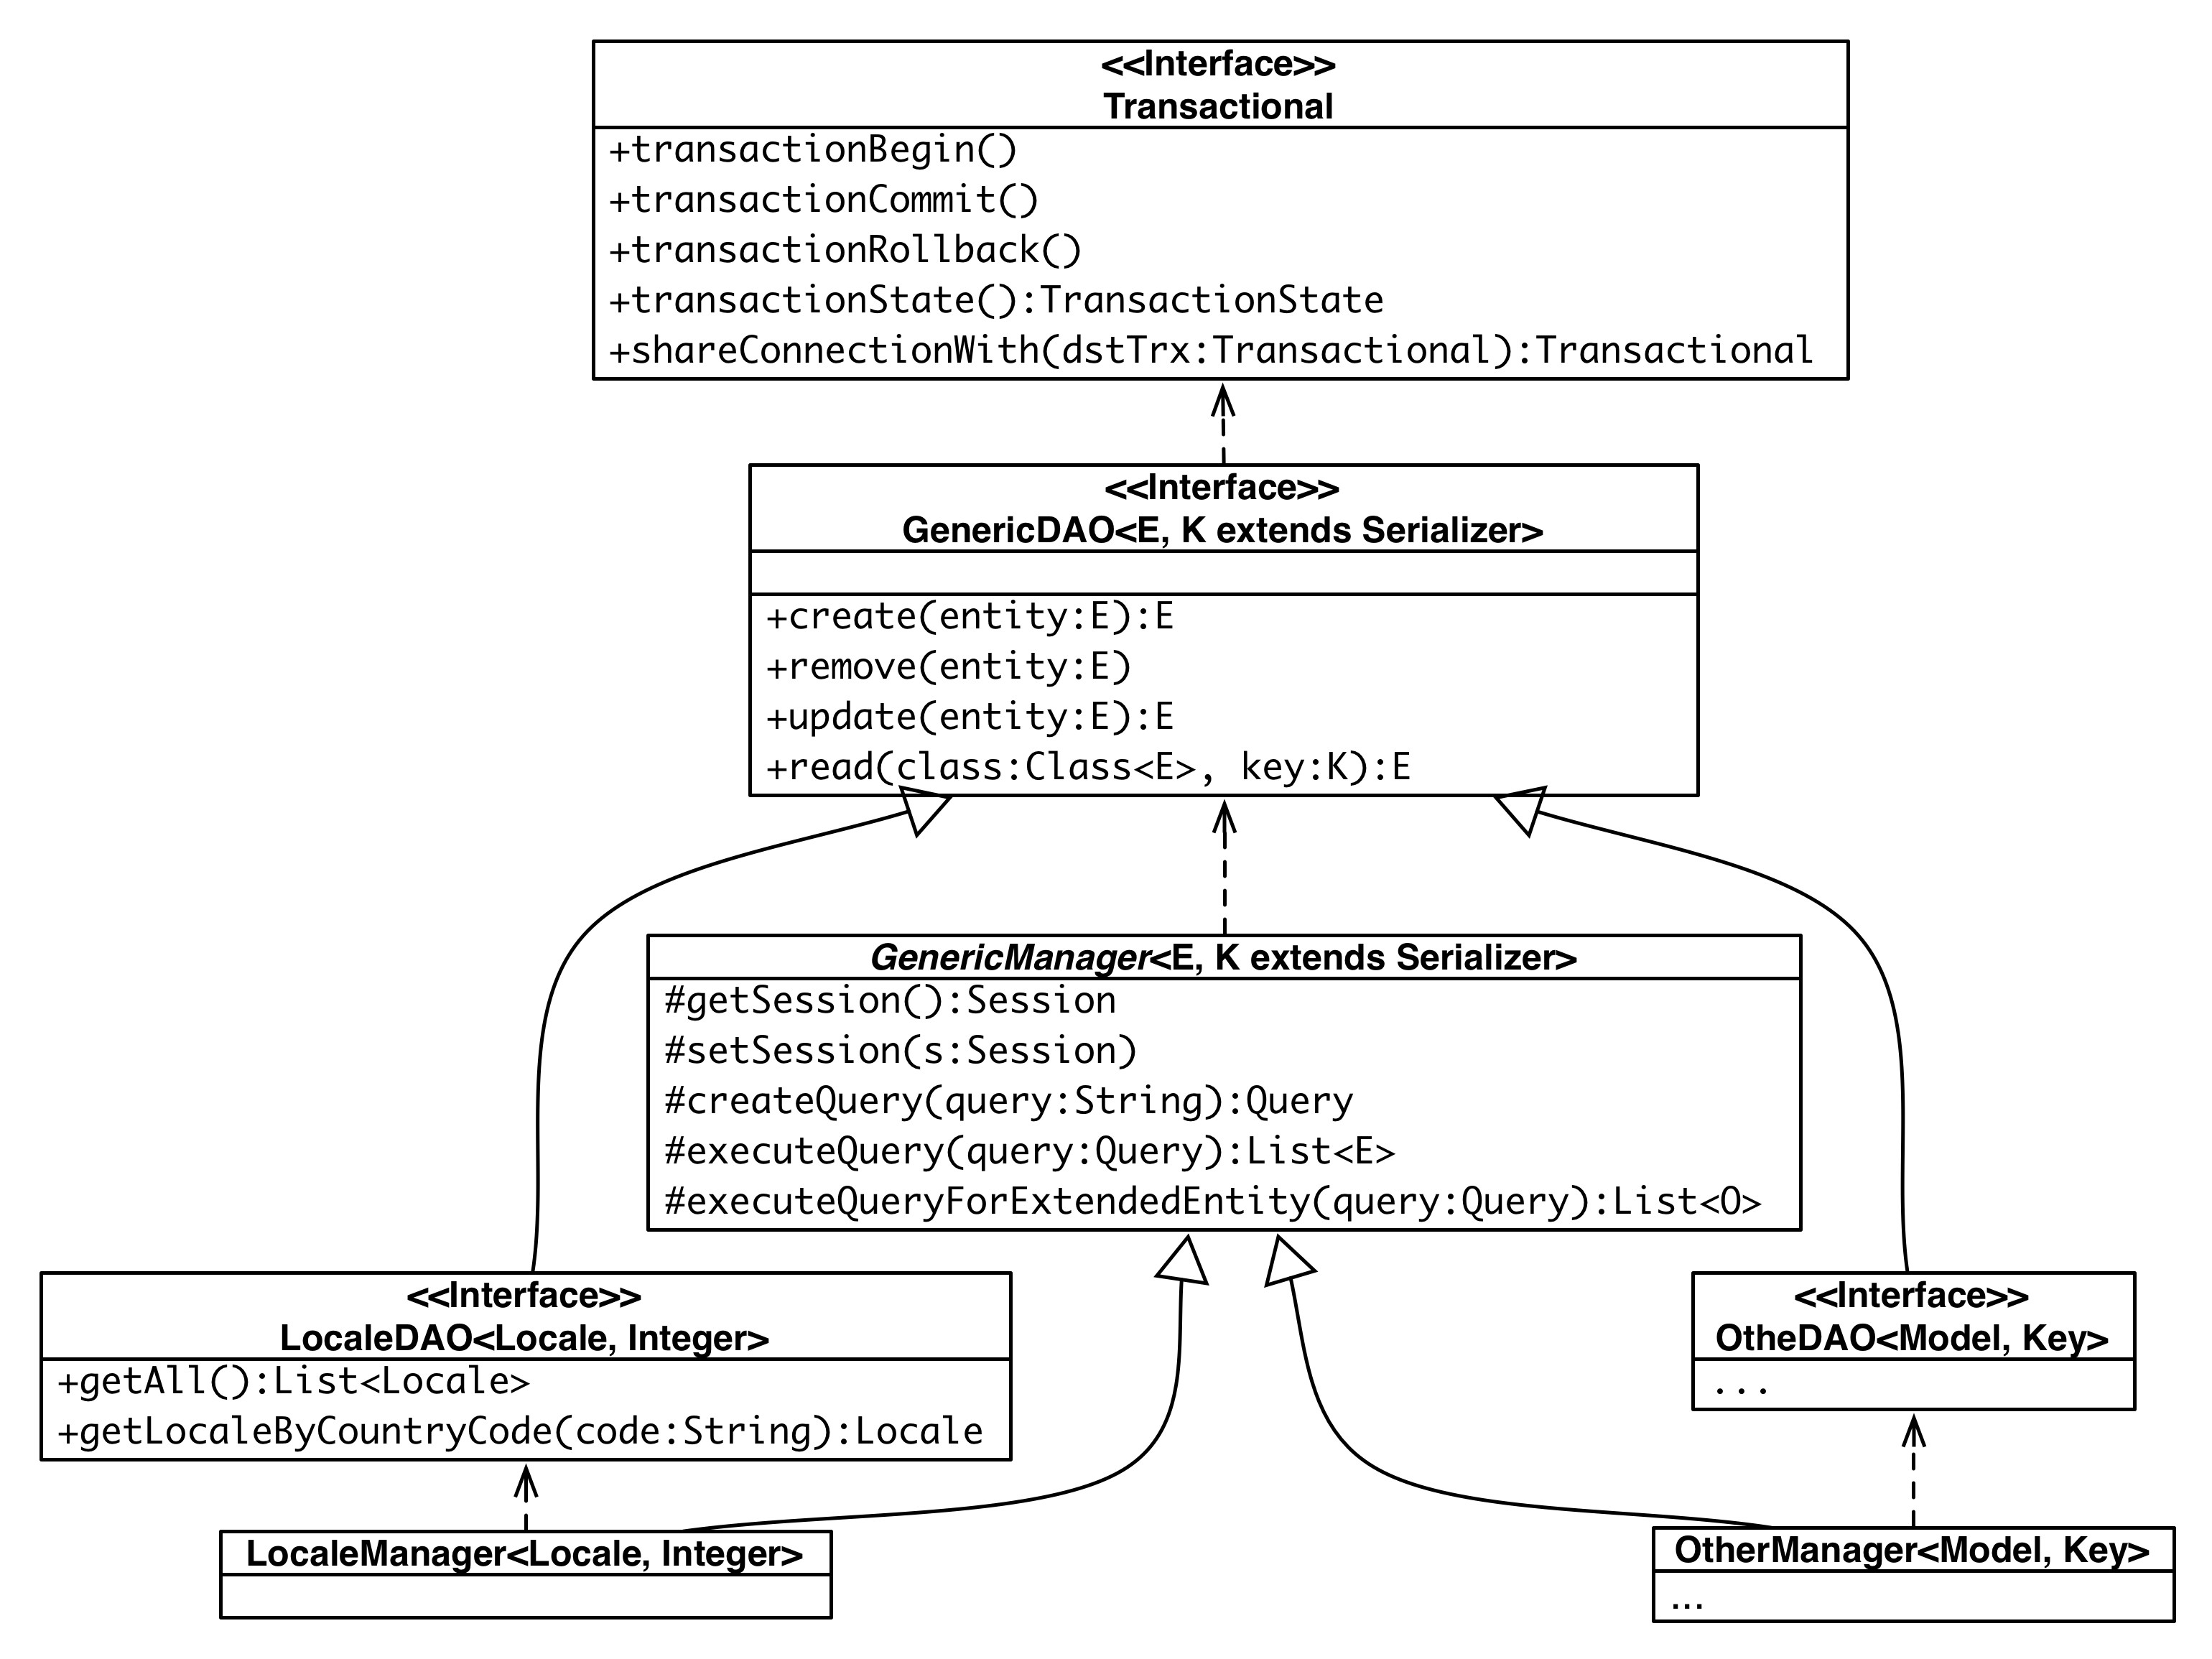 <<Interface>>
Transactional
+transactionBegin()
+transactionCommit()
+transactionRollback()
+transactionState():TransactionState
+shareConnectionWith(dstTrx:Transactional):Transactional
<<Interface>>
GenericDAO<E, K extends Serializer>
+create(entity:E):E
+remove(entity:E)
+update(entity:E):E
+read(class:Class<E>, key:K):E
GenericManager<E, K extends Serializer>
#getSession():Session
#setSession(s:Session)
#createQuery(query:String):Query
#executeQuery(query:Query):List<E>
#executeQueryForExtendedEntity(query:Query):List<O>
<<Interface>>
LocaleDAO<Locale, Integer>
+getAll():List<Locale>
+getLocaleByCountryCode(code:String):Locale
<<Interface>>
OtheDAO<Model, Key>
...
LocaleManager<Locale, Integer>
OtherManager<Model, Key>
...